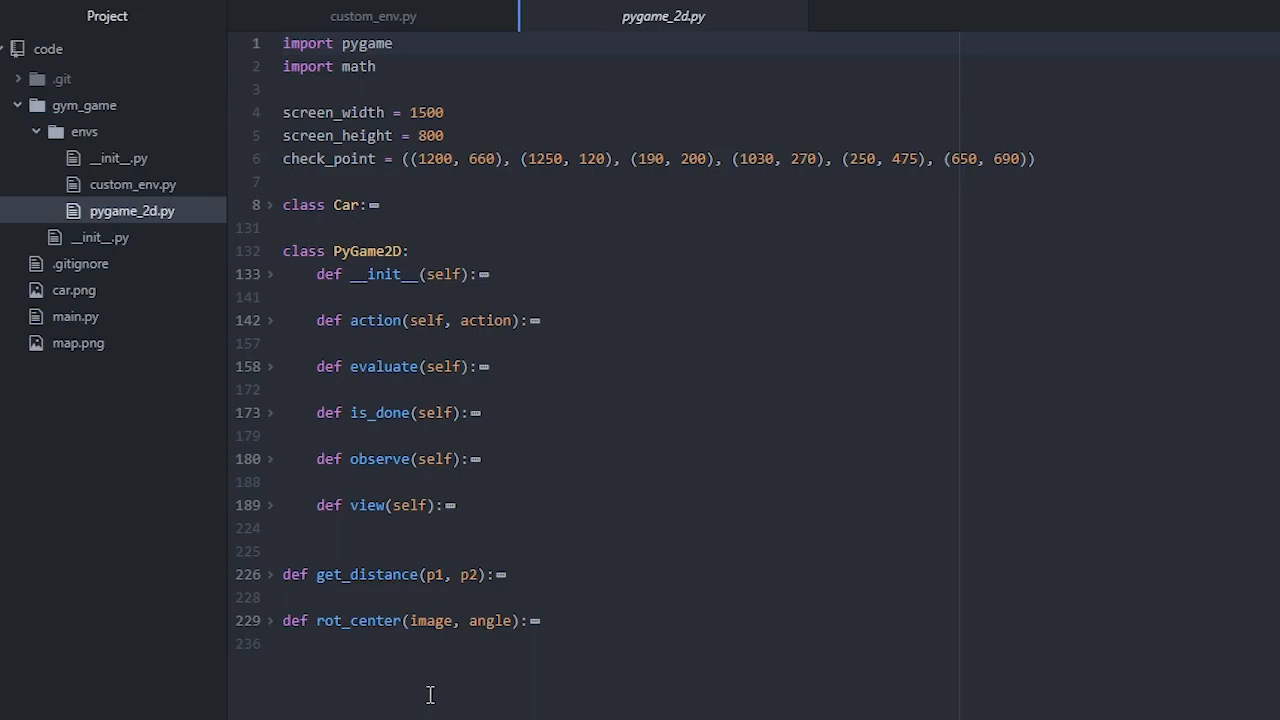 Project
code
.git
gym_game
envs
__init__.py
custom_env.py
pygame_2d.py
__init__.py
.gitignore
car.png
main.py
map.png
custom_env.py
pygame_2d.py
1 import pygame
2 import math
3
4 screen_width = 1500
5 screen_height = 800
6 check_point = ((1200, 660), (1250, 120), (190, 200), (1030, 270), (250, 475), (650, 690))
7
8 class Car:
131
132 class PyGame2D:
133 def __init__(self):
141
142 def action(self, action):
157
158 def evaluate(self):
172
173 def is_done(self):
179
180 def observe(self):
188
189 def view(self):
224
225
226 def get_distance(p1, p2):
228
229 def rot_center(image, angle):
236